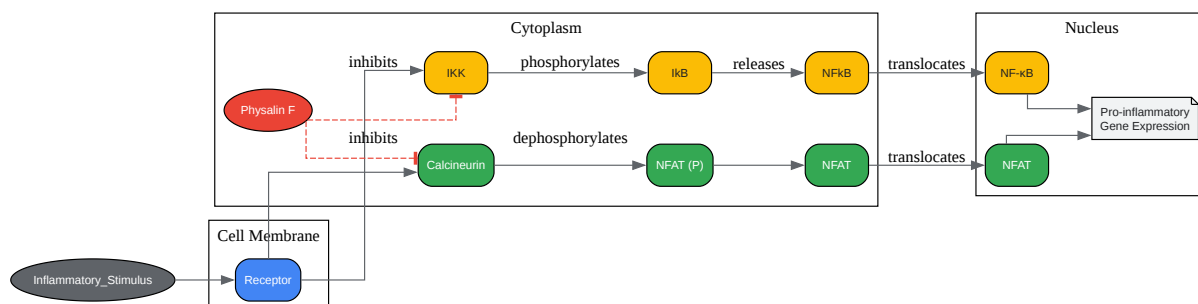 Cytoplasm
Nucleus
inhibits
IKK
phosphorylates
IkB
releases
NFkB
translocates
NF-κB
Physalin F
Pro-inflammatory
Gene Expression
inhibits
Calcineurin
dephosphorylates
NFAT (P)
NFAT
translocates
NFAT
Cell Membrane
Inflammatory_Stimulus
Receptor